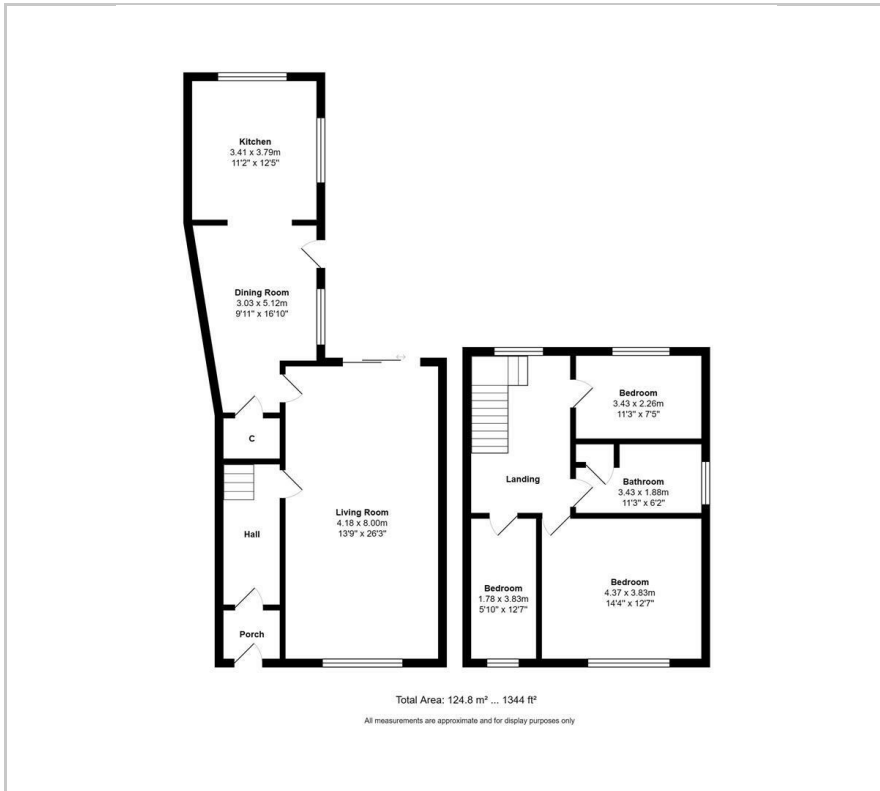 Kitchen
3.41 x 3.79m
11'2" x 12'5"
Dining Room
3.03 x 5.12m
9'11" x 16'10"
C
Hall
Porch
Living Room
4.18 x 8.00m
13'9" x 26'3"
Landing
Bedroom
3.43 x 2.26m
11'3" x 7'5"
Bathroom
3.43 x 1.88m
11'3" x 6'2"
Bedroom
1.78 x 3.83m
5'10" x 12'7"
Bedroom
4.37 x 3.83m
14'4" x 12'7"
Total Area: 124.8 m² ... 1344 ft²
All measurements are approximate and for display purposes only